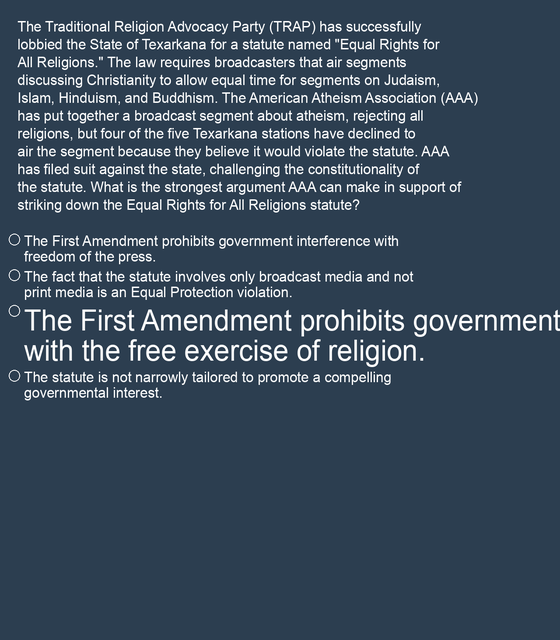 The Traditional Religion Advocacy Party (TRAP) has successfully
lobbied the State of Texarkana for a statute named "Equal Rights for
All Religions." The law requires broadcasters that air segments
discussing Christianity to allow equal time for segments on Judaism,
Islam, Hinduism, and Buddhism. The American Atheism Association (AAA)
has put together a broadcast segment about atheism, rejecting all
religions, but four of the five Texarkana stations have declined to
air the segment because they believe it would violate the statute. AAA
has filed suit against the state, challenging the constitutionality of
the statute. What is the strongest argument AAA can make in support of
striking down the Equal Rights for All Religions statute?
The First Amendment prohibits government interference with
freedom of the press.
The fact that the statute involves only broadcast media and not
print media is an Equal Protection violation.
The First Amendment prohibits government
with the free exercise of religion.
The statute is not narrowly tailored to promote a compelling
governmental interest.